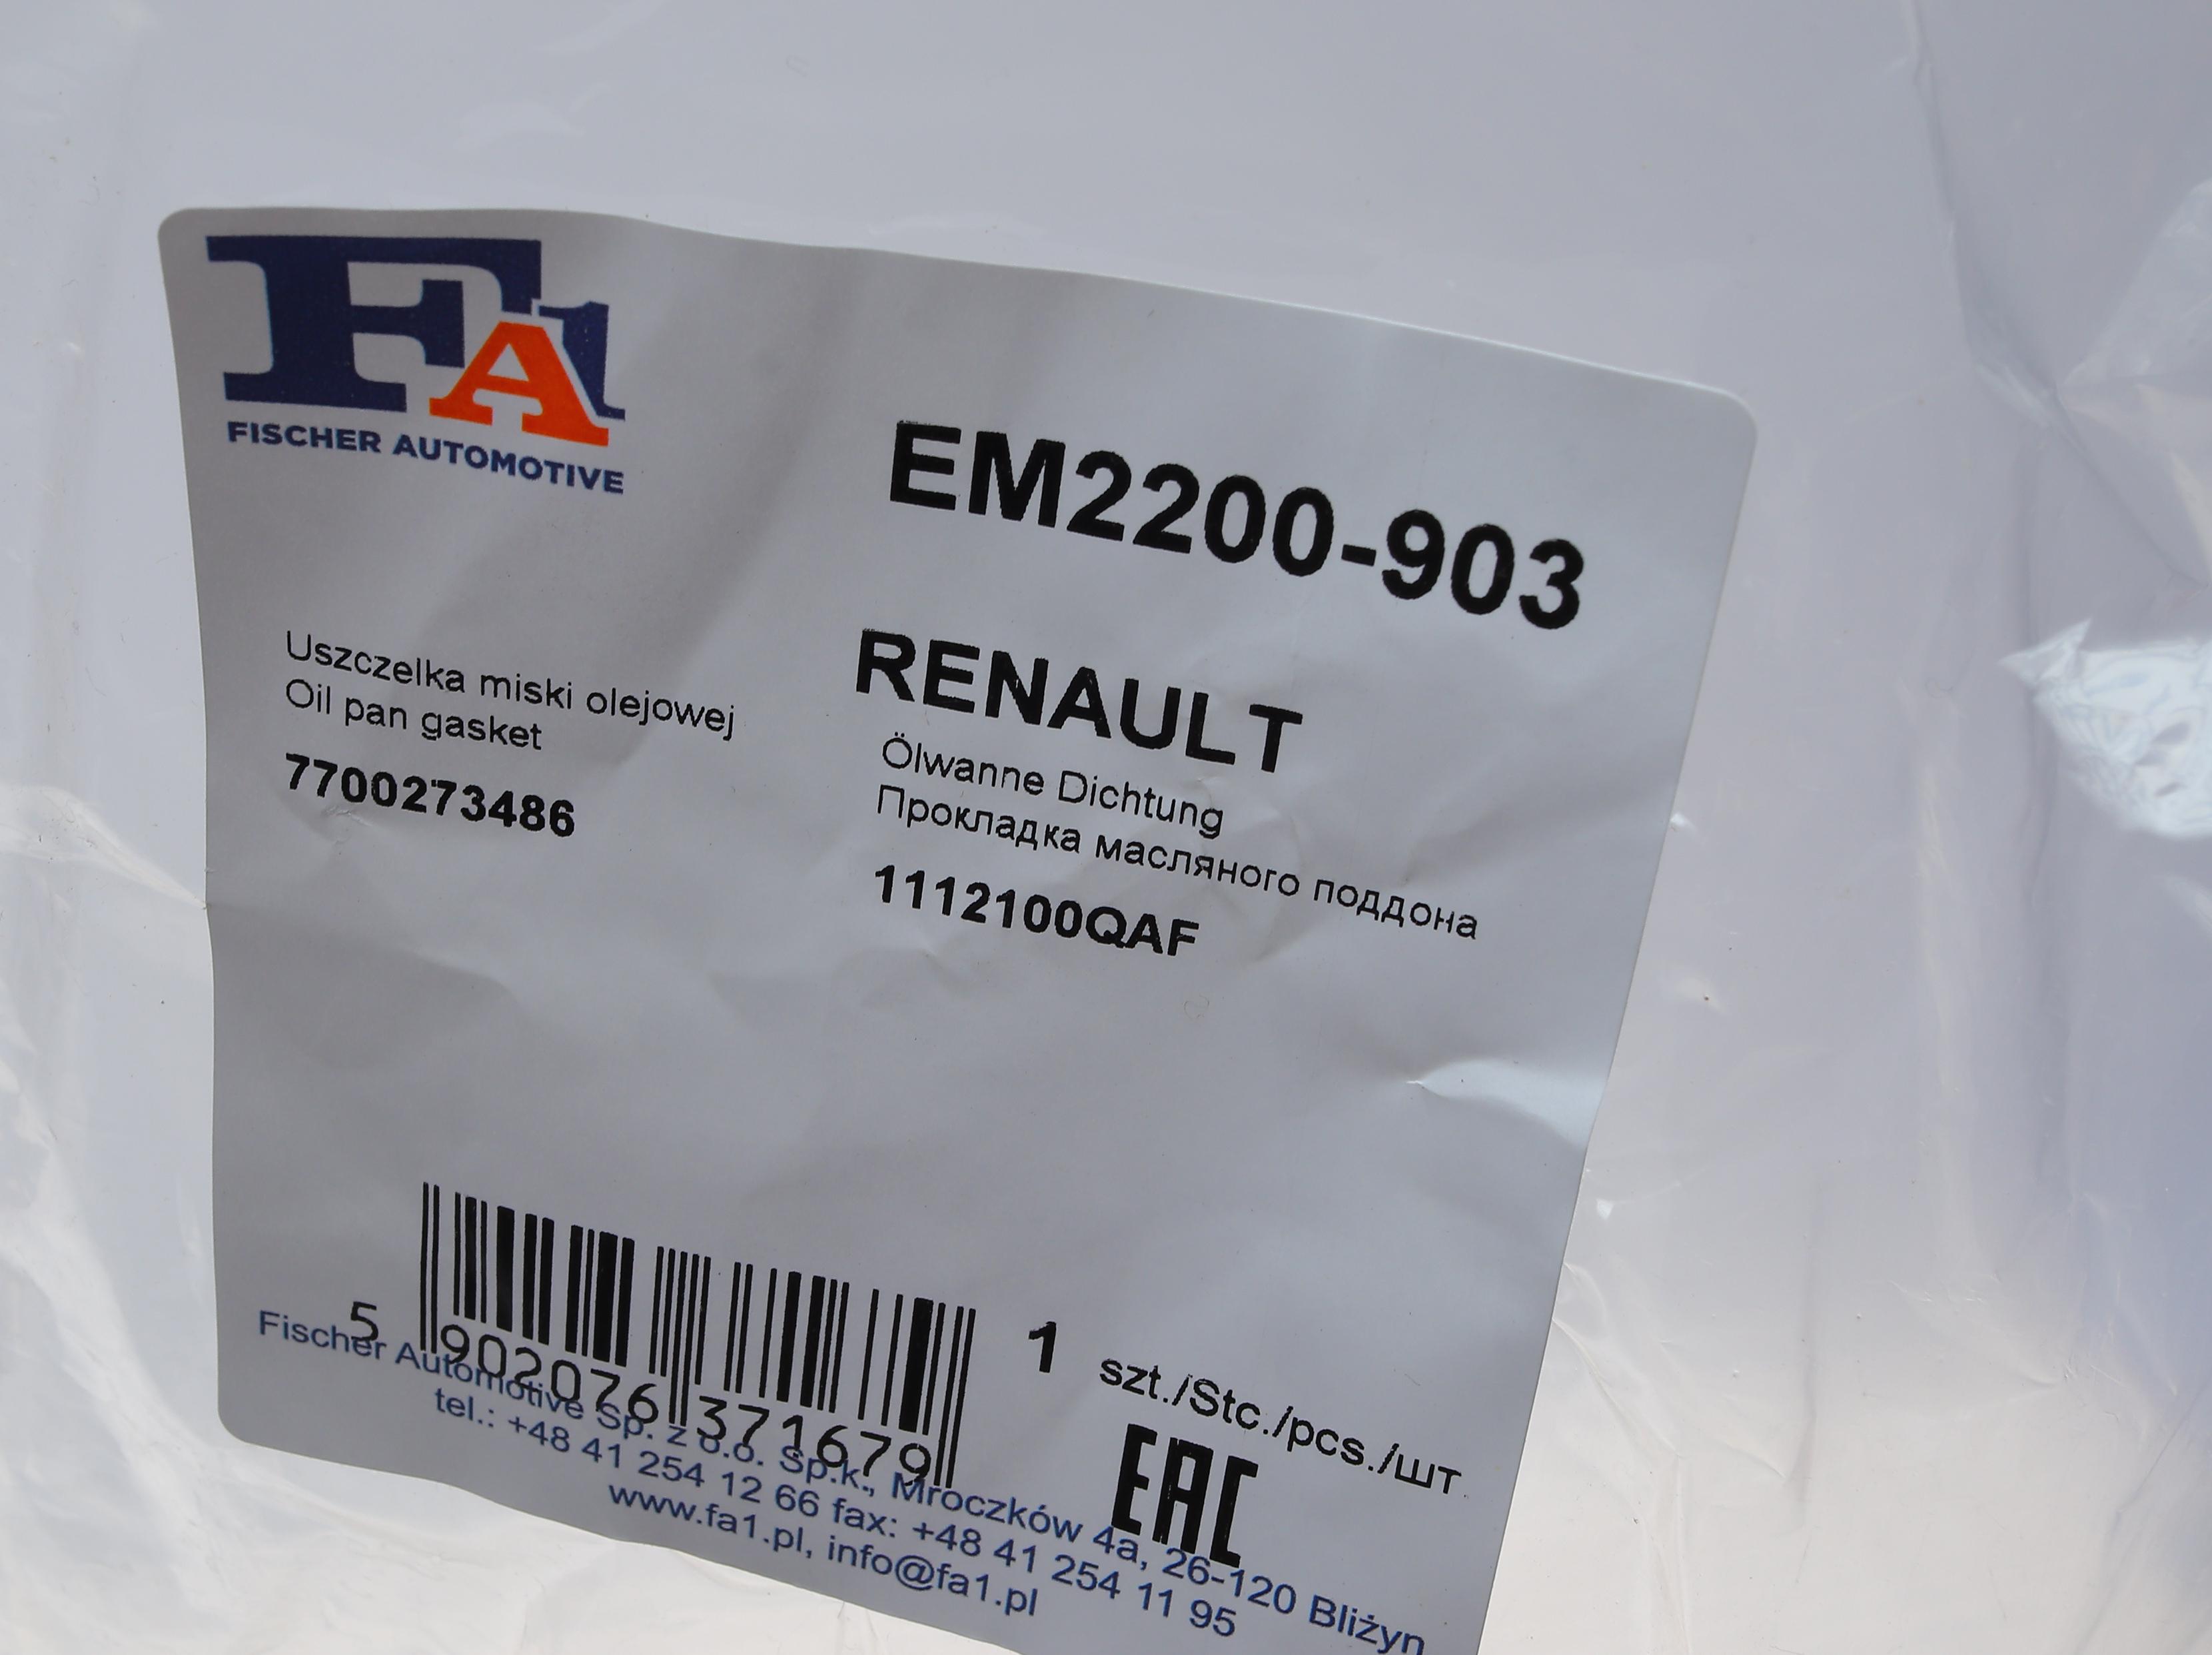 FA1
FISCHER AUTOMOTIVE
EM2200-903
RENAULT
Uszczelka miski olejowej
Oil pan gasket
7700273486
Ölwanne Dichtung
Прокладка масляного поддона
1112100QAF
5 902076 371679
1 szt./Stc./pcs./шт.
EAC
Fischer Automotive Sp. z o.o. Sp.k., Mroczków 4a, 26-120 Bliżyn
tel.: +48 41 254 12 66 fax: +48 41 254 11 95
www.fa1.pl, info@fa1.pl